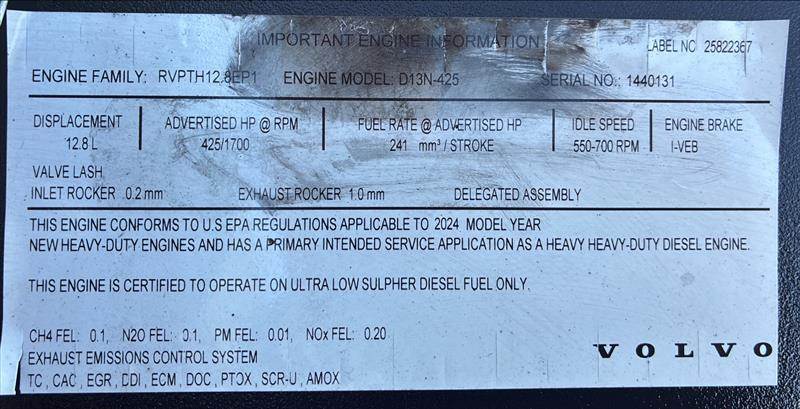 IMPORTANT ENGINE INFORMATION
LABEL NO 25822367
ENGINE FAMILY: RVPTH12.8EP1 ENGINE MODEL: D13N-425 SERIAL NO.: 1440131
DISPLACEMENT ADVERTISED HP @ RPM FUEL RATE @ ADVERTISED HP IDLE SPEED ENGINE BRAKE
12.8 L 425/1700 241 mm³ / STROKE 550-700 RPM I-VEB
VALVE LASH
INLET ROCKER 0.2 mm EXHAUST ROCKER 1.0 mm DELEGATED ASSEMBLY
THIS ENGINE CONFORMS TO U.S EPA REGULATIONS APPLICABLE TO 2024 MODEL YEAR
NEW HEAVY-DUTY ENGINES AND HAS A PRIMARY INTENDED SERVICE APPLICATION AS A HEAVY HEAVY-DUTY DIESEL ENGINE.
THIS ENGINE IS CERTIFIED TO OPERATE ON ULTRA LOW SULPHER DIESEL FUEL ONLY.
CH4 FEL: 0.1, N2O FEL: 0.1, PM FEL: 0.01, NOx FEL: 0.20
EXHAUST EMISSIONS CONTROL SYSTEM
TC , CAC , EGR , DDI , ECM , DOC , PTOX , SCR-U , AMOX
VOLVO